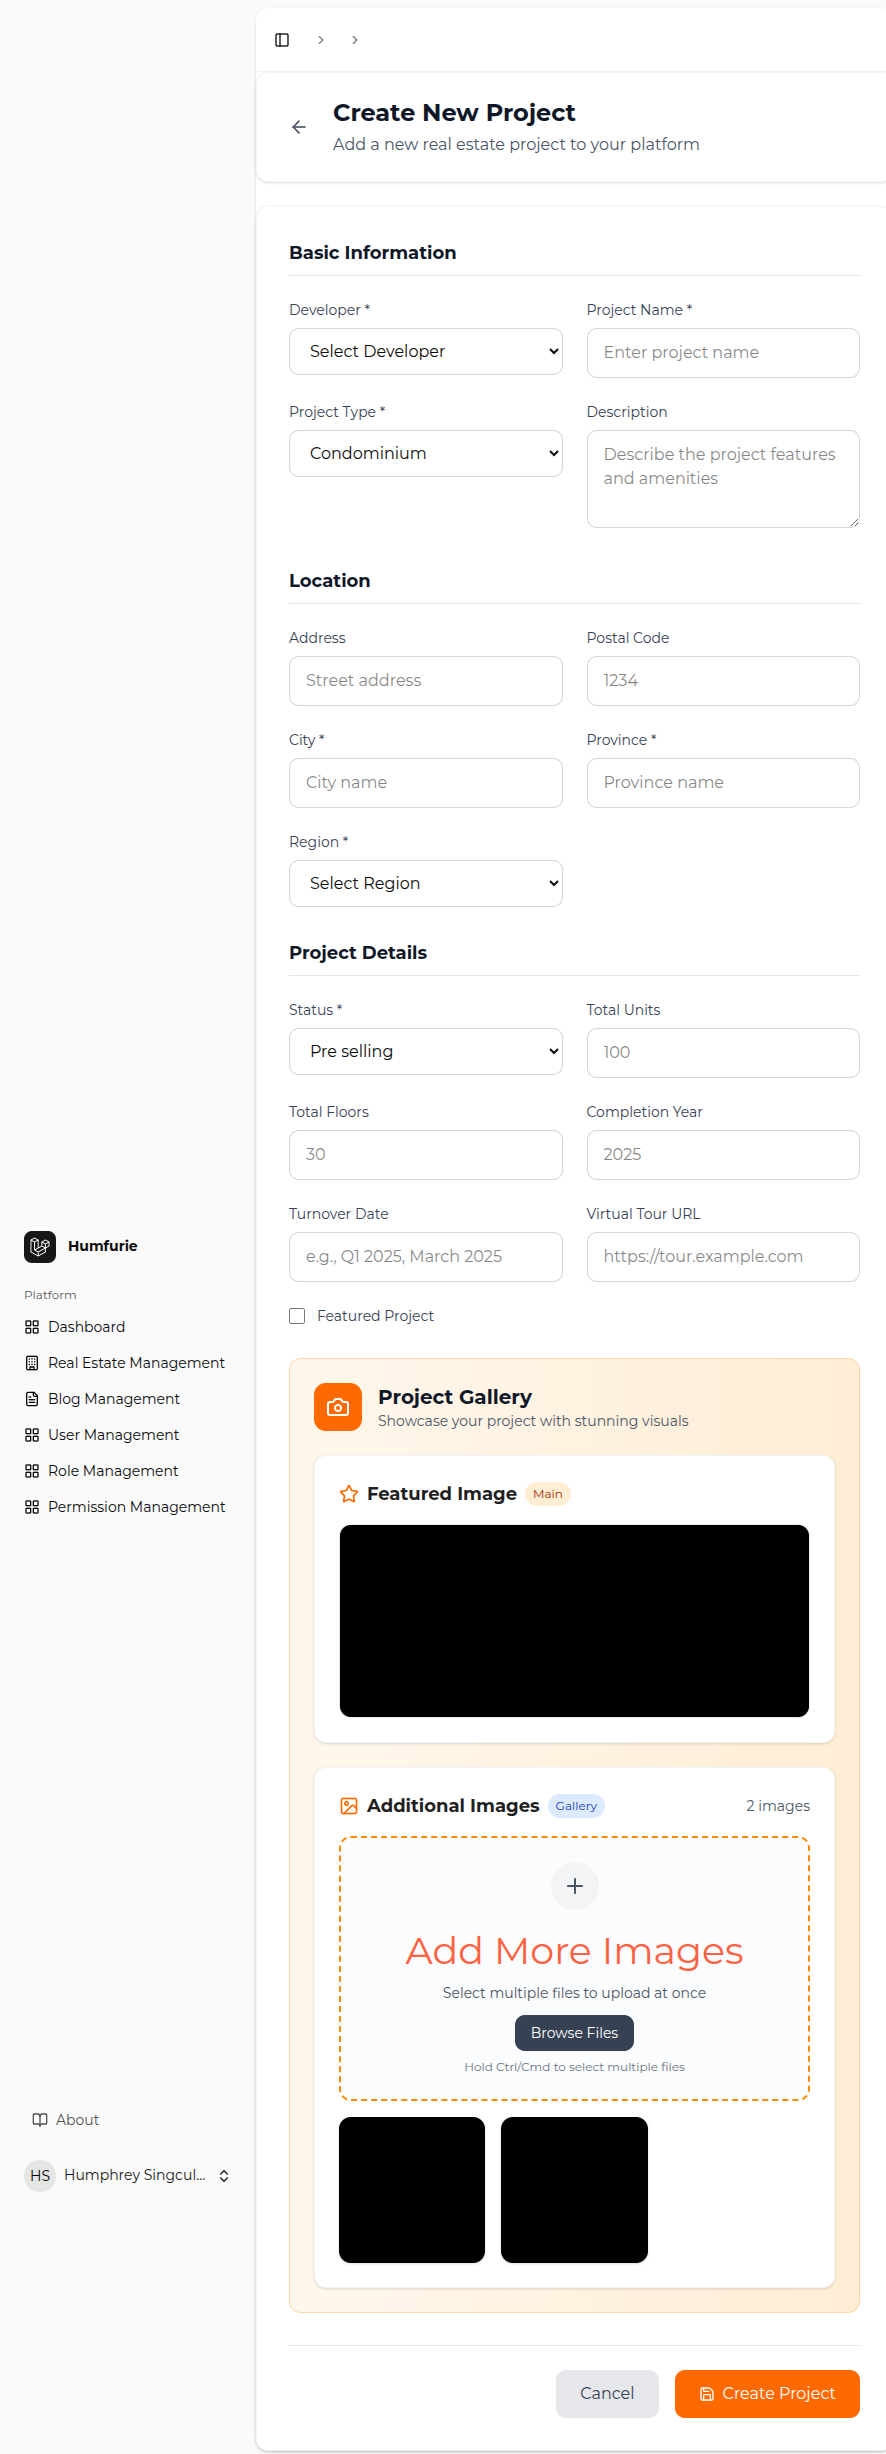 Create New Project
Add a new real estate project to your platform
Basic Information
Developer *
Project Name *
Select Developer
Enter project name
Project Type *
Description
Condominium
Describe the project features
and amenities
Location
Address
Postal Code
Street address
1234
City *
Province *
City name
Province name
Region *
Select Region
Project Details
Status *
Total Units
Pre selling
100
Total Floors
Completion Year
30
2025
Turnover Date
Virtual Tour URL
e.g., Q1 2025, March 2025
https://tour.example.com
Featured Project
Project Gallery
Showcase your project with stunning visuals
Featured Image
Main
Additional Images
Gallery
2 images
Add More Images
Select multiple files to upload at once
Browse Files
Hold Ctrl/Cmd to select multiple files
Cancel
Create Project
Humfurie
Platform
Dashboard
Real Estate Management
Blog Management
User Management
Role Management
Permission Management
About
HS
Humphrey Singcul...